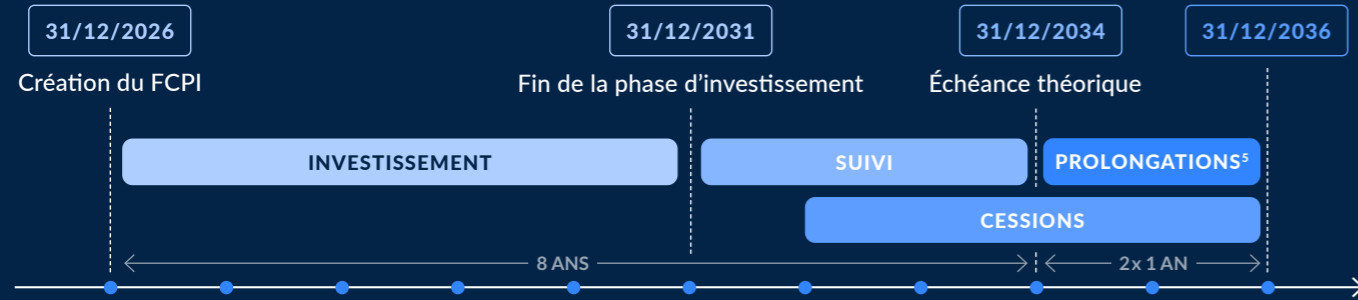 31/12/2026
31/12/2031
31/12/2034
31/12/2036
Création du FCPI
Fin de la phase d’investissement
Échéance théorique
INVESTISSEMENT
SUIVI
PROLONGATIONS⁵
CESSIONS
8 ANS
2x 1 AN